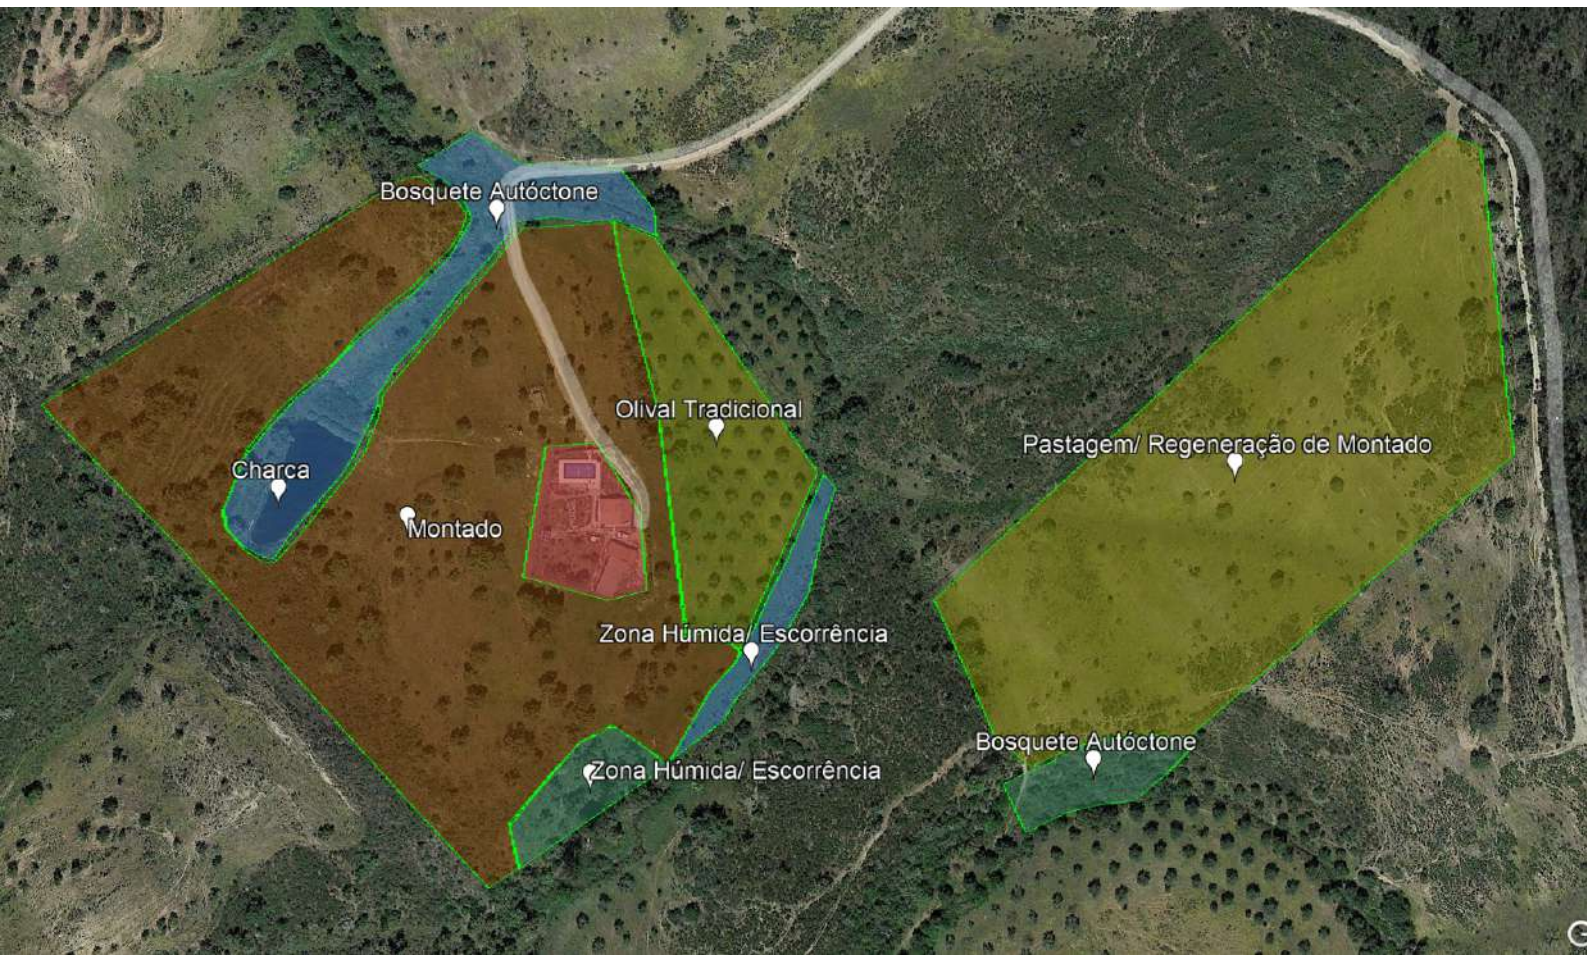 Bosquete Autóctone
Olival Tradicional
Pastagem/ Regeneração de Montado
Charca
Montado
Zona Húmida/ Escorrência
Bosquete Autóctone
Zona Húmida/ Escorrência